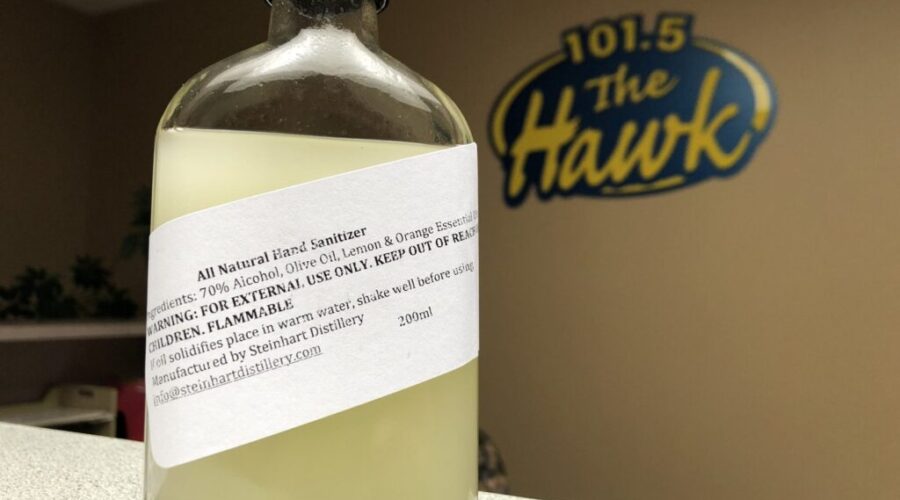 101.5
The
Hawk
All Natural Hand Sanitizer
ngredients: 70% Alcohol, Olive Oil, Lemon & Orange Essential
WARNING: FOR EXTERNAL USE ONLY. KEEP OUT OF REACH
CHILDREN. FLAMMABLE
If oil solidifies place in warm water, shake well before using
Manufactured by Steinhart Distillery 200ml
info@steinhartdistillery.com